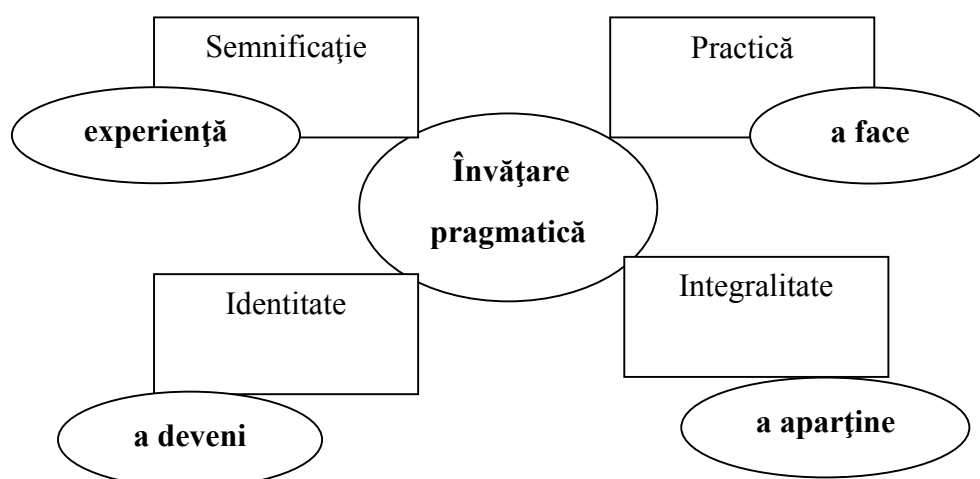 Semnificaţie
Practică
experienţă
a face
Învăţare
pragmatică
Identitate
Integralitate
a deveni
a aparţine